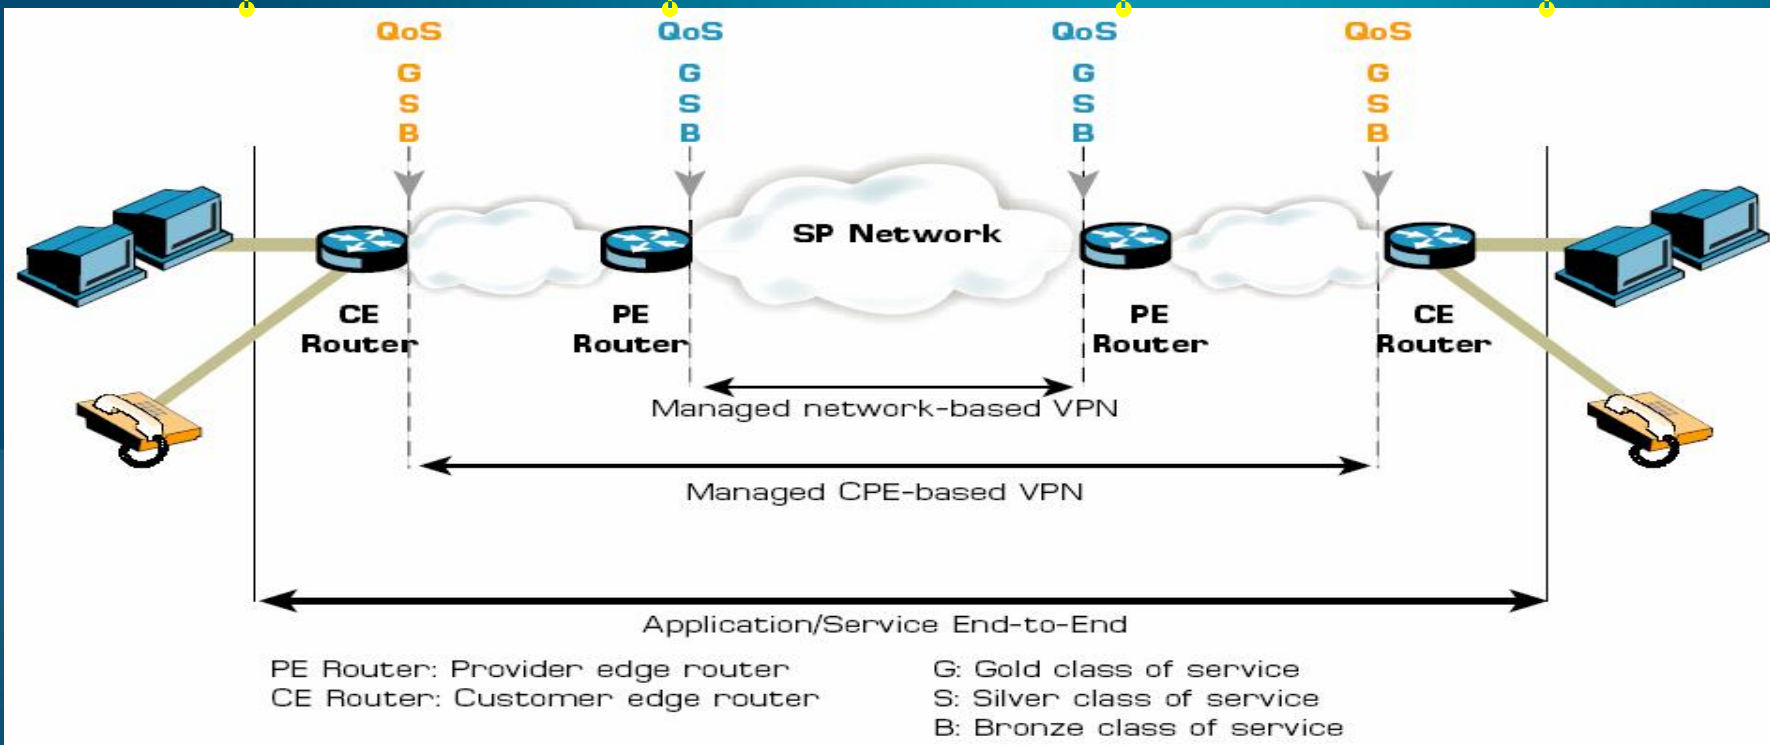 QoS QoS QoS QoS
G G G G
S S S S
B B B B
SP Network
CE PE PE CE
Router Router Router Router
Managed network-based VPN
Managed CPE-based VPN
Application/Service End-to-End
PE Router: Provider edge router
CE Router: Customer edge router
G: Gold class of service
S: Silver class of service
B: Bronze class of service